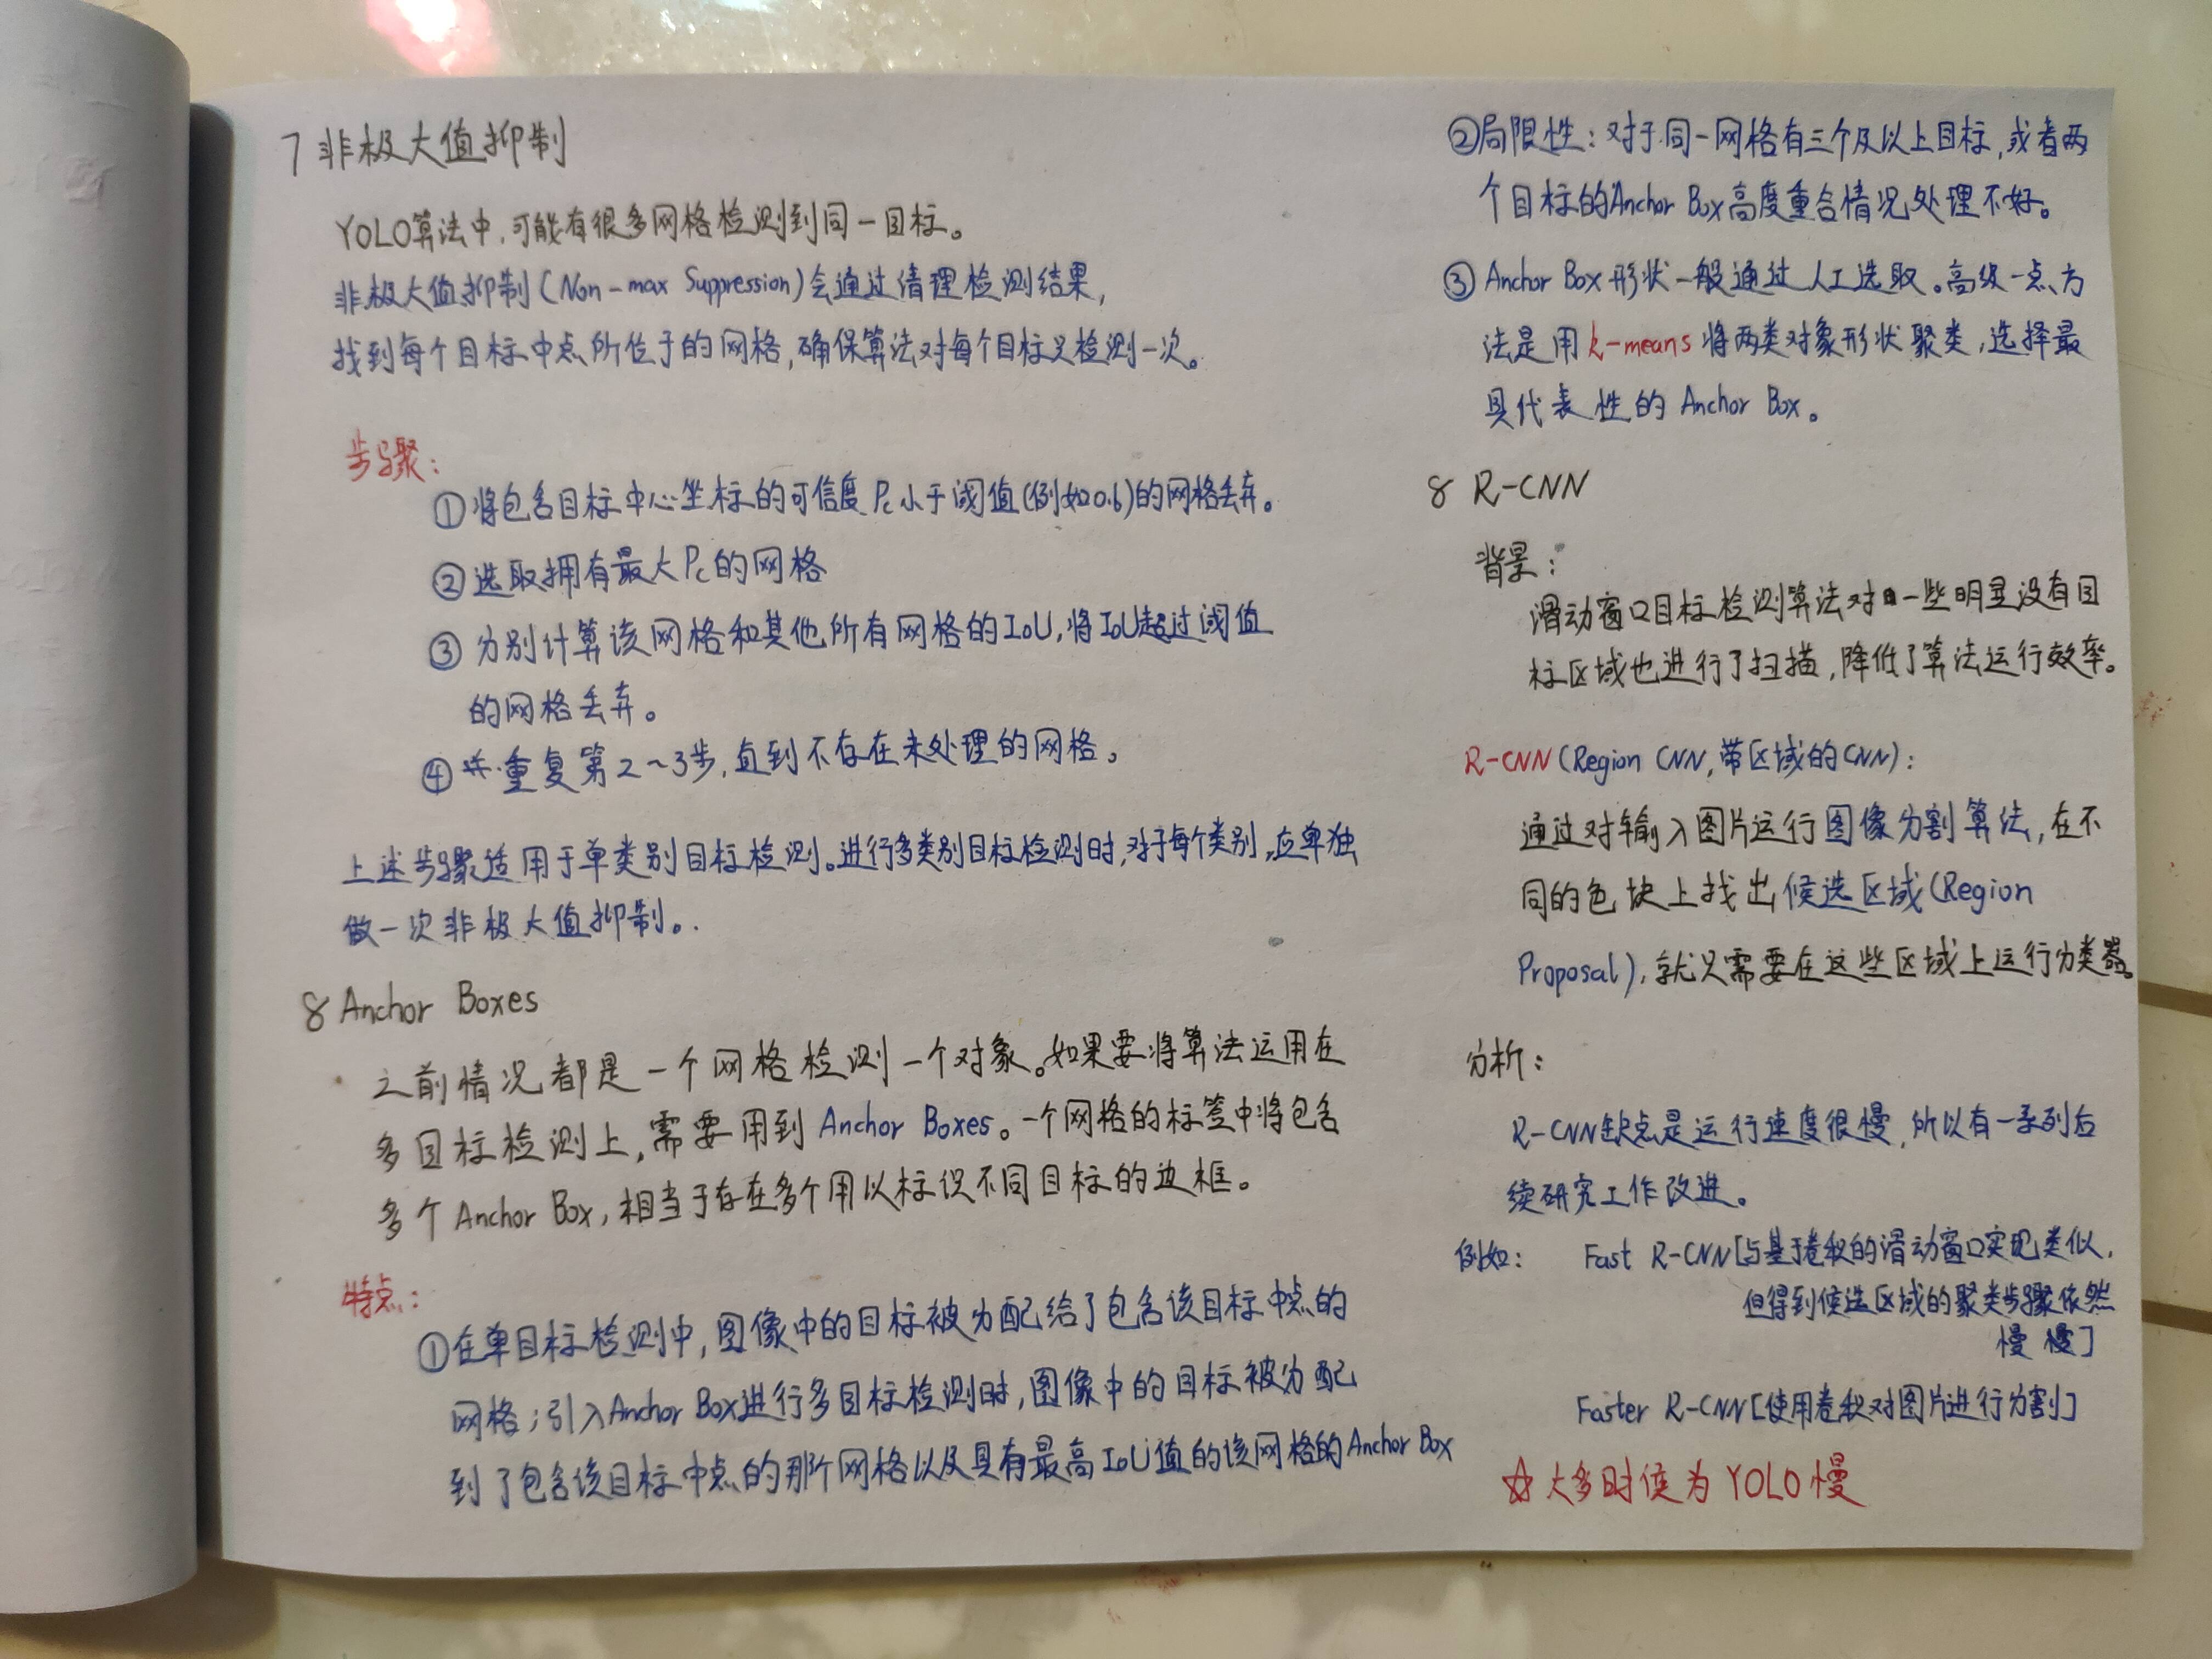 7 非极大值抑制
YOLO算法中,可能有很多网格检测到同一目标。
非极大值抑制(Non-max Suppression)会通过清理检测结果,
找到每个目标中点所位于的网格,确保算法对每个目标只检测一次。
步骤:
①将包含目标中心坐标的可信度Pc小于阈值(例如0.6)的网格丢弃。
②选取拥有最大Pc的网格
③分别计算该网格和其他所有网格的IoU,将IoU超过阈值
的网格丢弃。
④重复第2~3步,直到不存在未处理的网格。
上述步骤适用于单类别目标检测。进行多类别目标检测时,对于每个类别,应单独
做一次非极大值抑制。
8 Anchor Boxes
之前情况都是一个网格检测一个对象。如果要将算法运用在
多目标检测上,需要用到Anchor Boxes。一个网格的标签中将包含
多个Anchor Box,相当于存在多个用以标识不同目标的边框。
特点:
①在单目标检测中,图像中的目标被分配给了包含该目标中点的
网格;引入Anchor Box进行多目标检测时,图像中的目标被分配
到了包含该目标中点的那个网格以及具有最高IoU值的该网格的Anchor Box
②局限性:对于同一网格有三个及以上目标,或者两
个目标的Anchor Box高度重合情况处理不好。
③Anchor Box形状一般通过人工选取。高级一点方
法是用k-means将两类对象形状聚类,选择最
具代表性的Anchor Box。
8 R-CNN
背景:
滑动窗口目标检测算法对一些明显没有目
标区域也进行了扫描,降低了算法运行效率。
R-CNN(Region CNN,带区域的CNN):
通过对输入图片运行图像分割算法,在不
同的色块上找出候选区域(Region
Proposal),就只需要在这些区域上运行分类器。
分析:
R-CNN缺点是运行速度很慢,所以有一系列后
续研究工作改进。
例如: Fast R-CNN[与基于卷积的滑动窗口实现类似,
但得到候选区域的聚类步骤依然
慢 慢]
Faster R-CNN[使用卷积对图片进行分割]
☆大多时候为YOLO慢